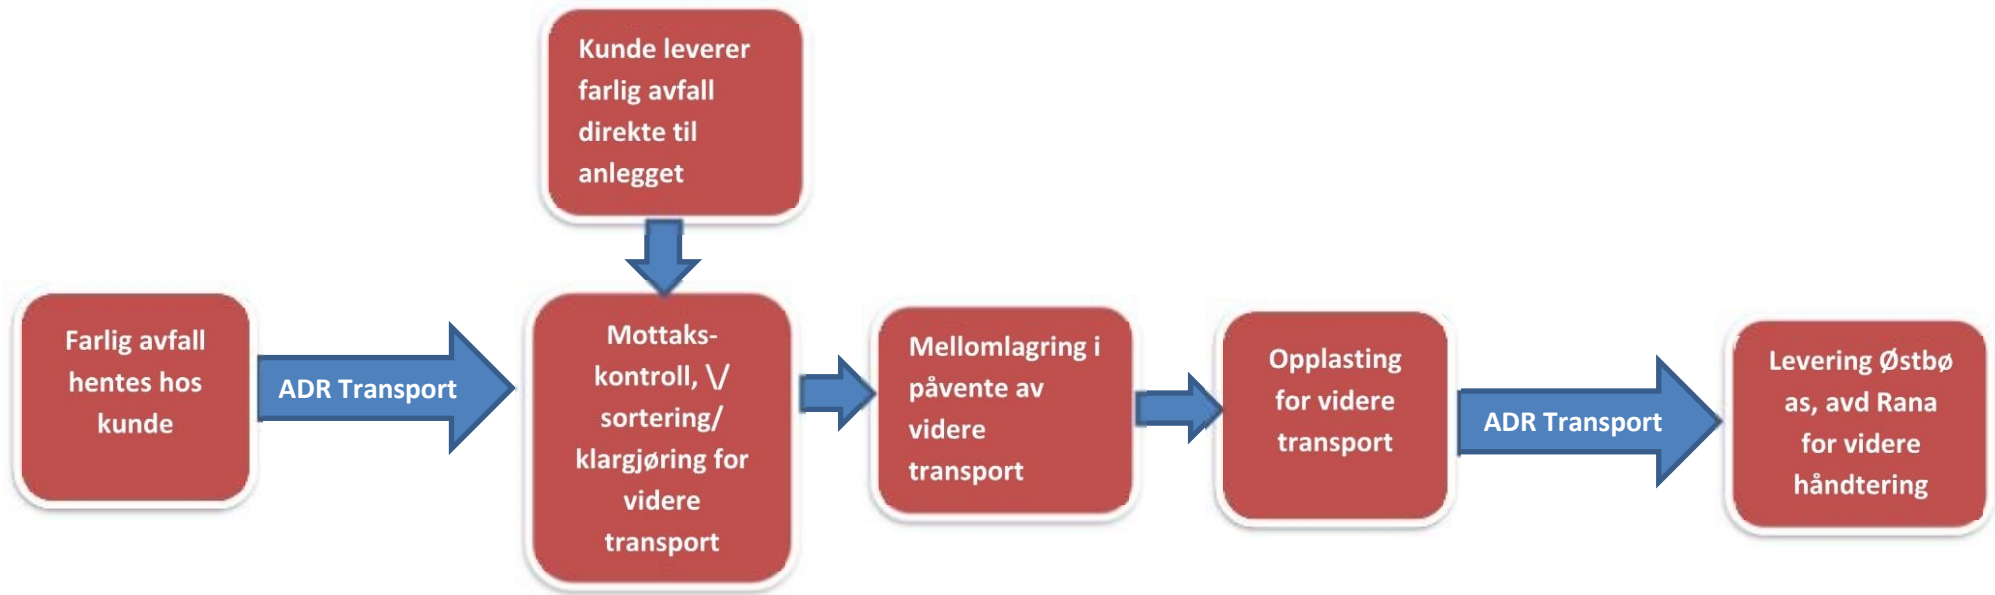 Kunde leverer
farlig avfall
direkte til
anlegget
Farlig avfall
hentes hos
kunde
ADR Transport
Mottaks-
kontroll, \/
sortering/
klargjøring for
videre
transport
Mellomlagring i
påvente av
videre
transport
Opplasting
for videre
transport
ADR Transport
Levering Østbø
as, avd Rana
for videre
håndtering